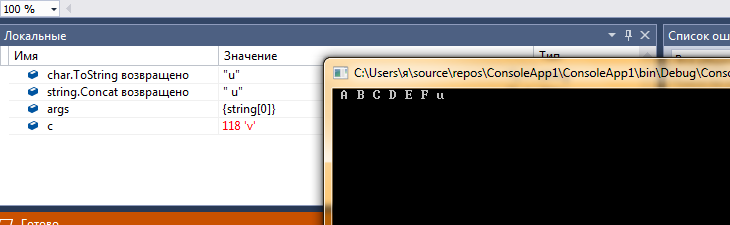 100 %
Локальные
Список ош
Имя Значение Тип
char.ToString возвращено "u"
string.Concat возвращено " u"
args {string[0]}
c 118 'v'
C:\Users\я\source\repos\ConsoleApp1\ConsoleApp1\bin\Debug\Conso
A B C D E F u
Готово